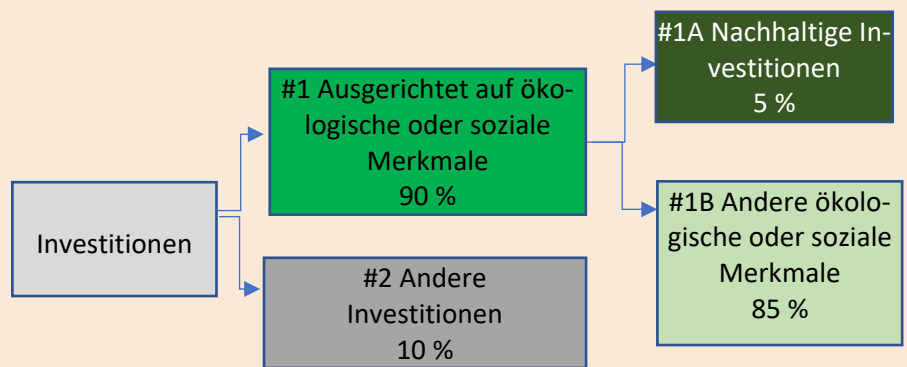 Investitionen
#1 Ausgerichtet auf öko-
logische oder soziale
Merkmale
90 %
#2 Andere
Investitionen
10 %
#1A Nachhaltige In-
vestitionen
5 %
#1B Andere ökolo-
gische oder soziale
Merkmale
85 %